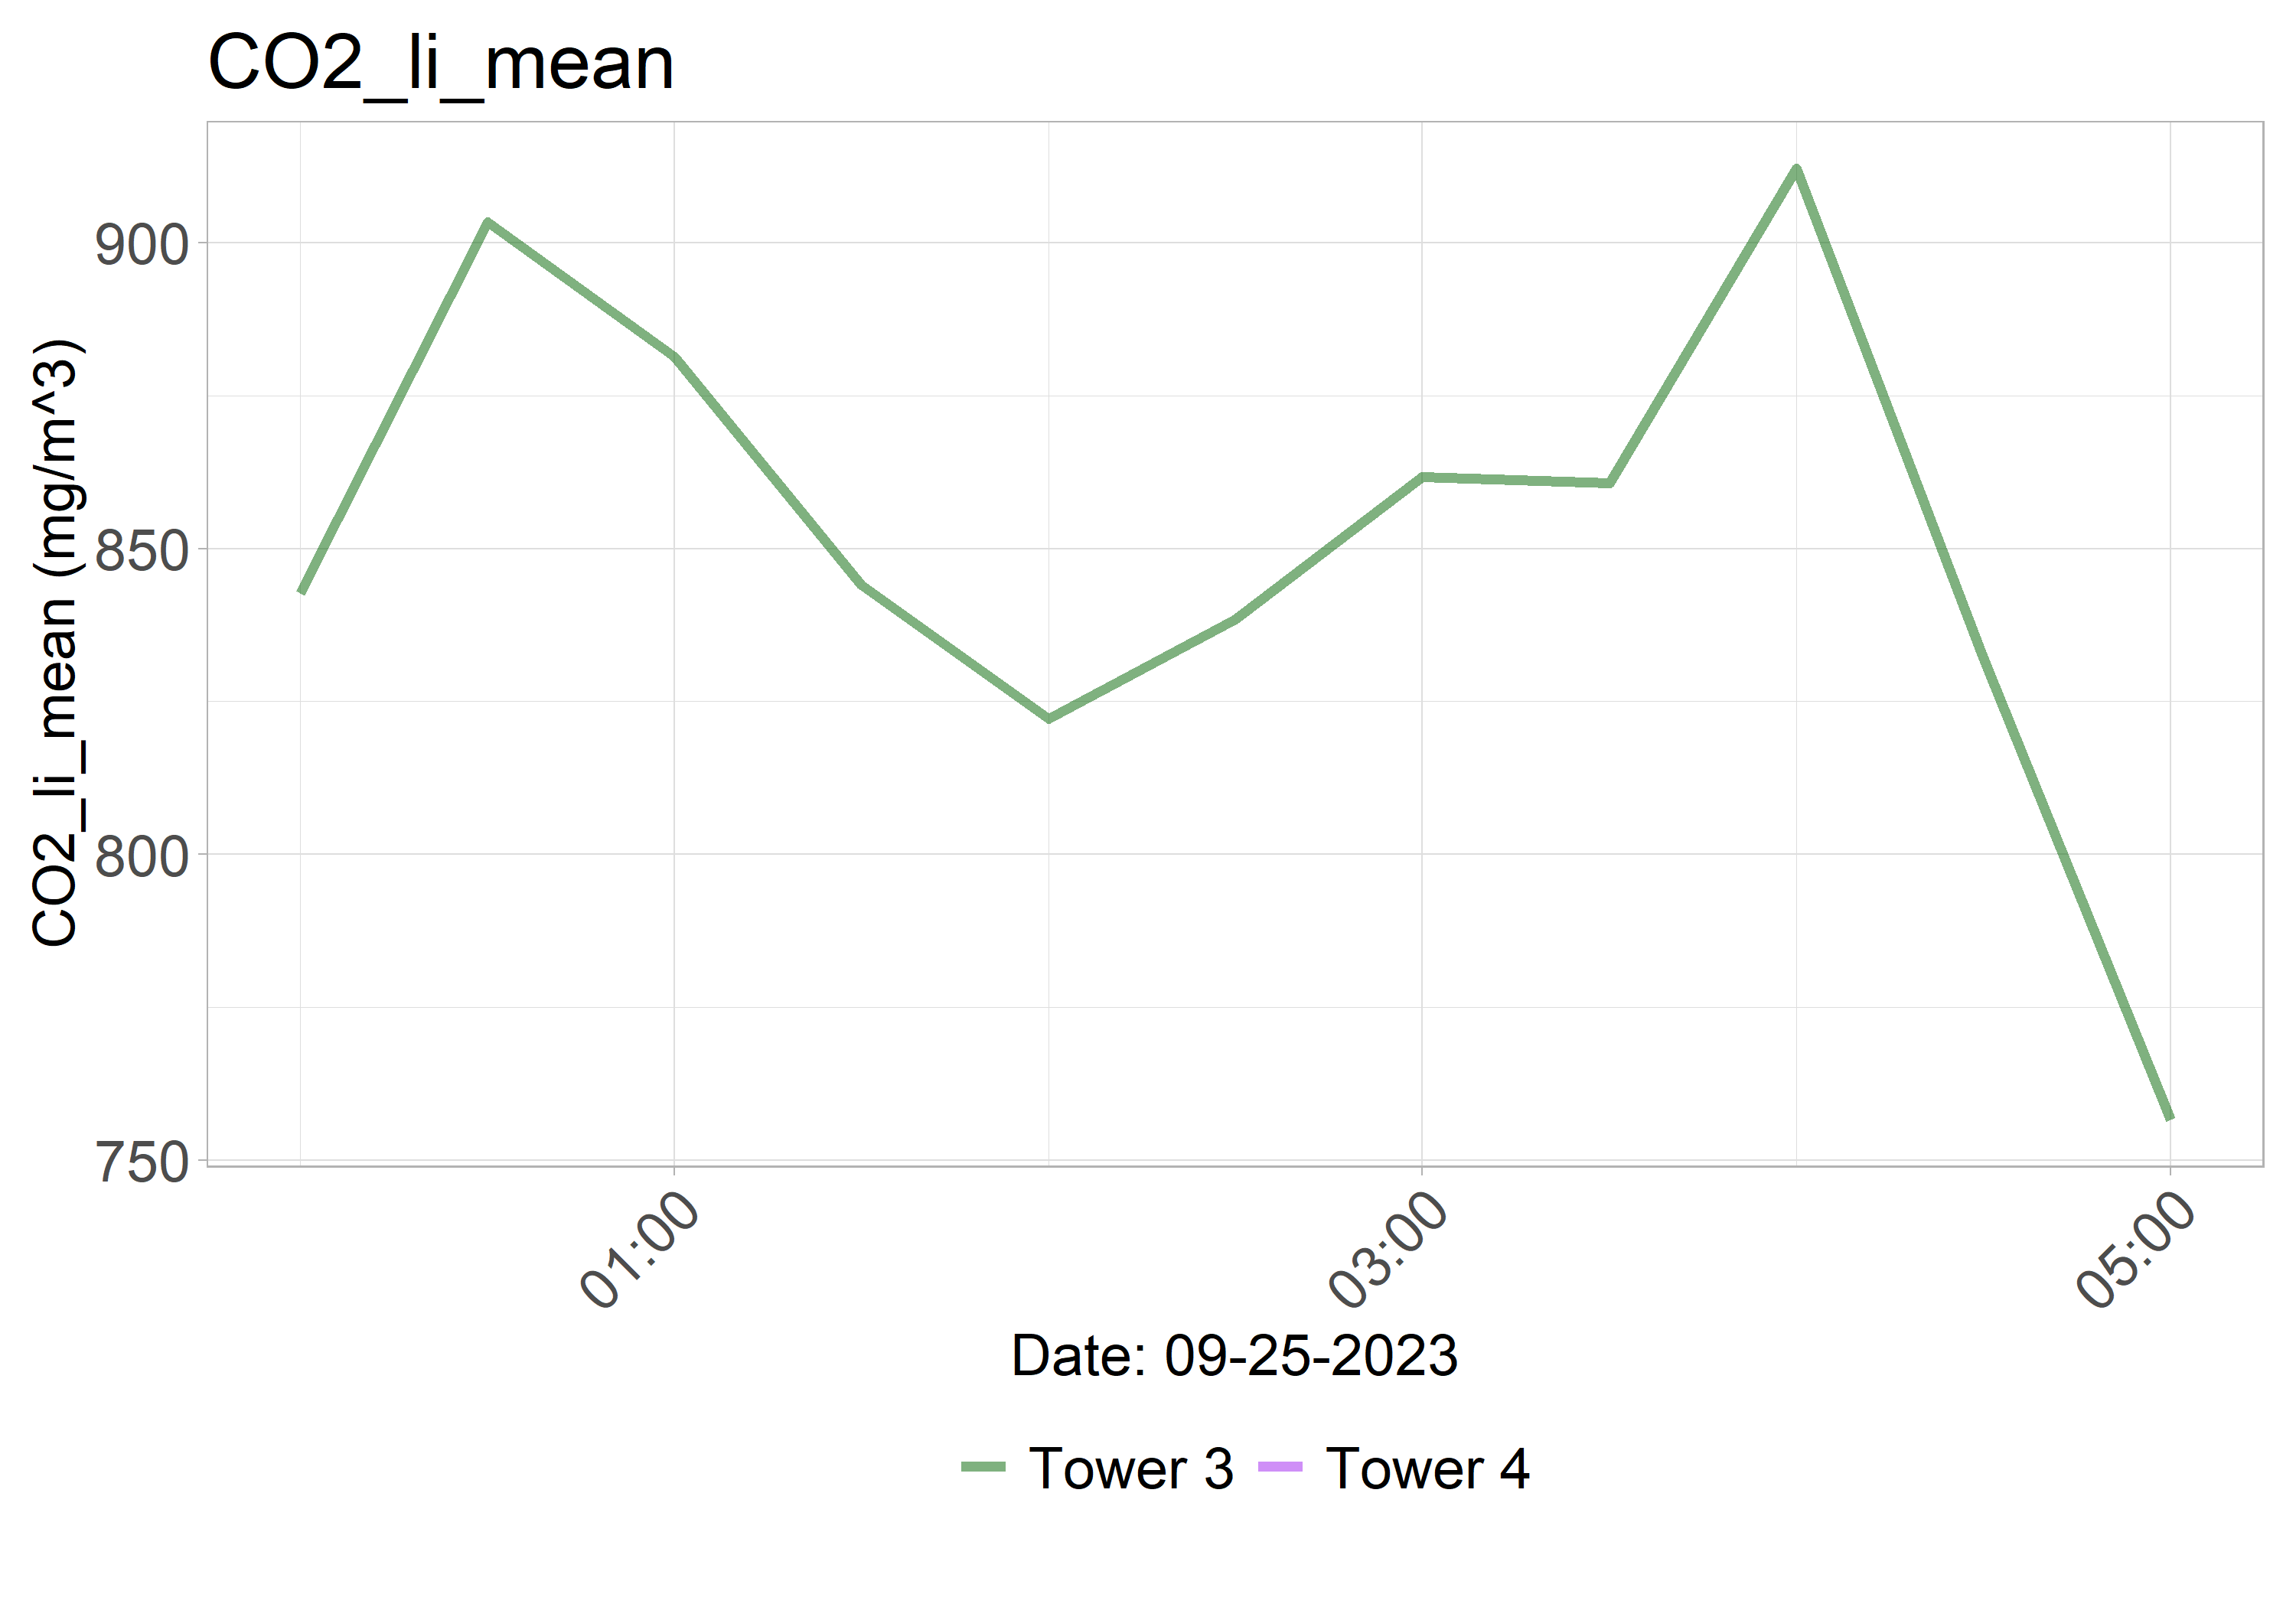 CO2_li_mean
CO2_li_mean (mg/m^3)
900
850
800
750
01:00
03:00
05:00
Date: 09-25-2023
Tower 3
Tower 4